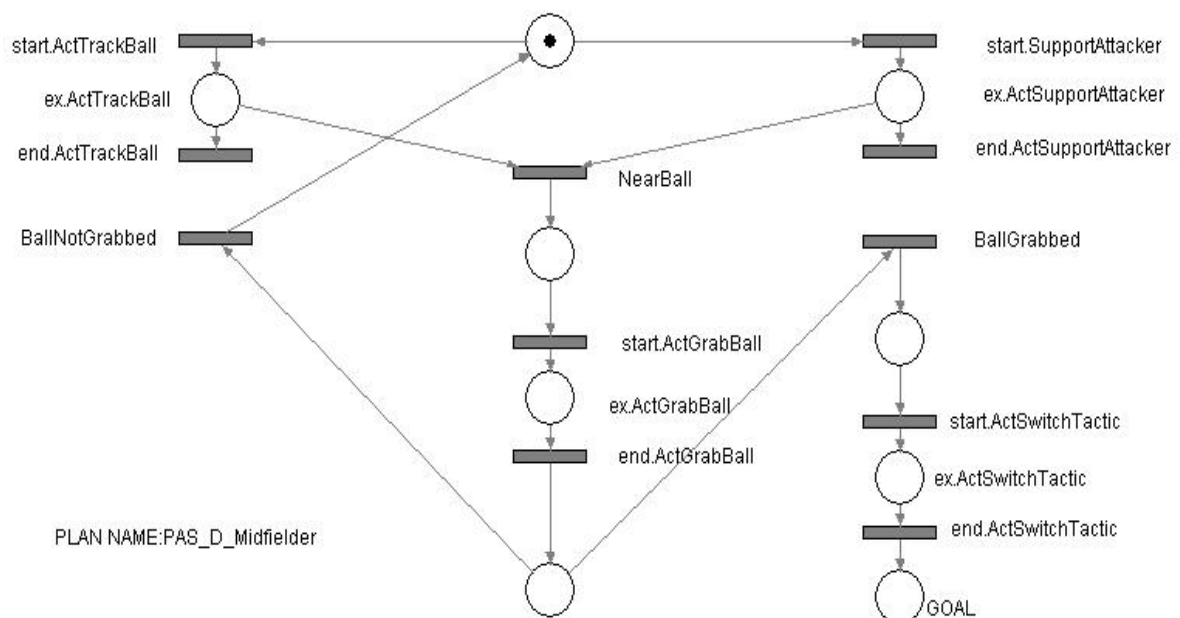 start.ActTrackBall
start.SupportAttacker
ex.ActTrackBall
ex.ActSupportAttacker
end.ActTrackBall
end.ActSupportAttacker
NearBall
BallNotGrabbed
BallGrabbed
start.ActGrabBall
ex.ActGrabBall
start.ActSwitchTactic
end.ActGrabBall
ex.ActSwitchTactic
PLAN NAME:PAS_D_Midfielder
end.ActSwitchTactic
GOAL